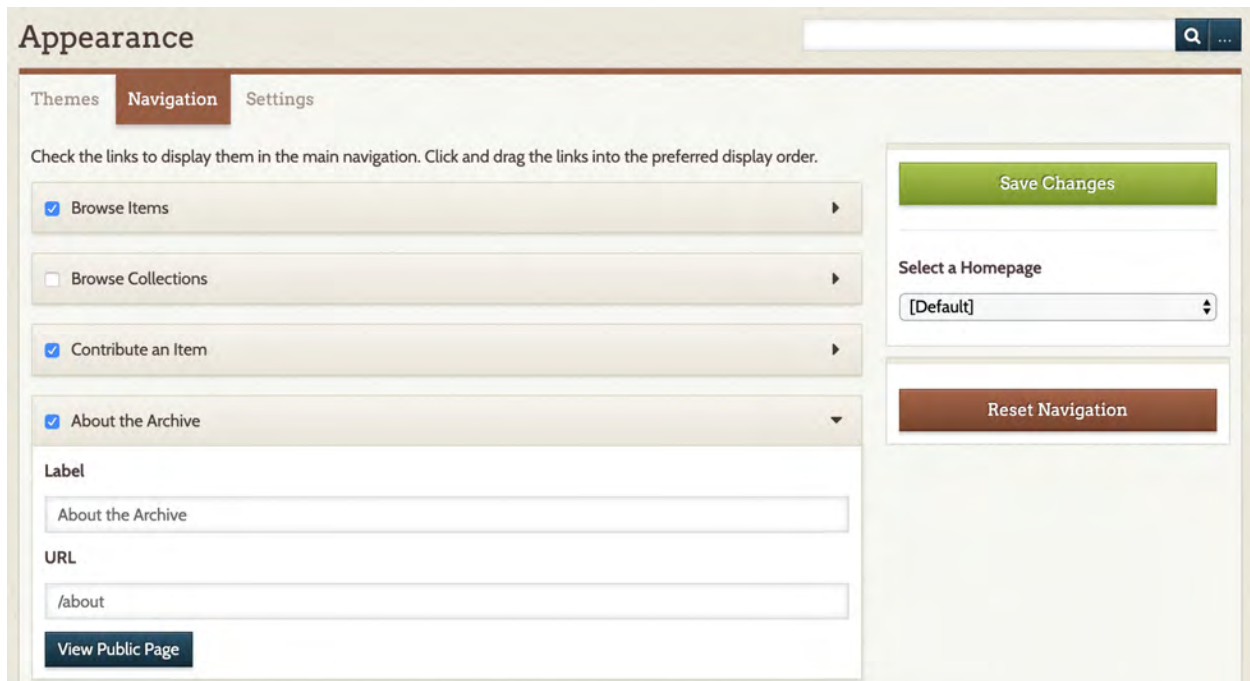 Appearance
...
Themes Navigation Settings
Check the links to display them in the main navigation. Click and drag the links into the preferred display order.
Browse Items
Browse Collections
Contribute an Item
About the Archive
Label
About the Archive
URL
/about
View Public Page
Save Changes
Select a Homepage
[Default]
Reset Navigation